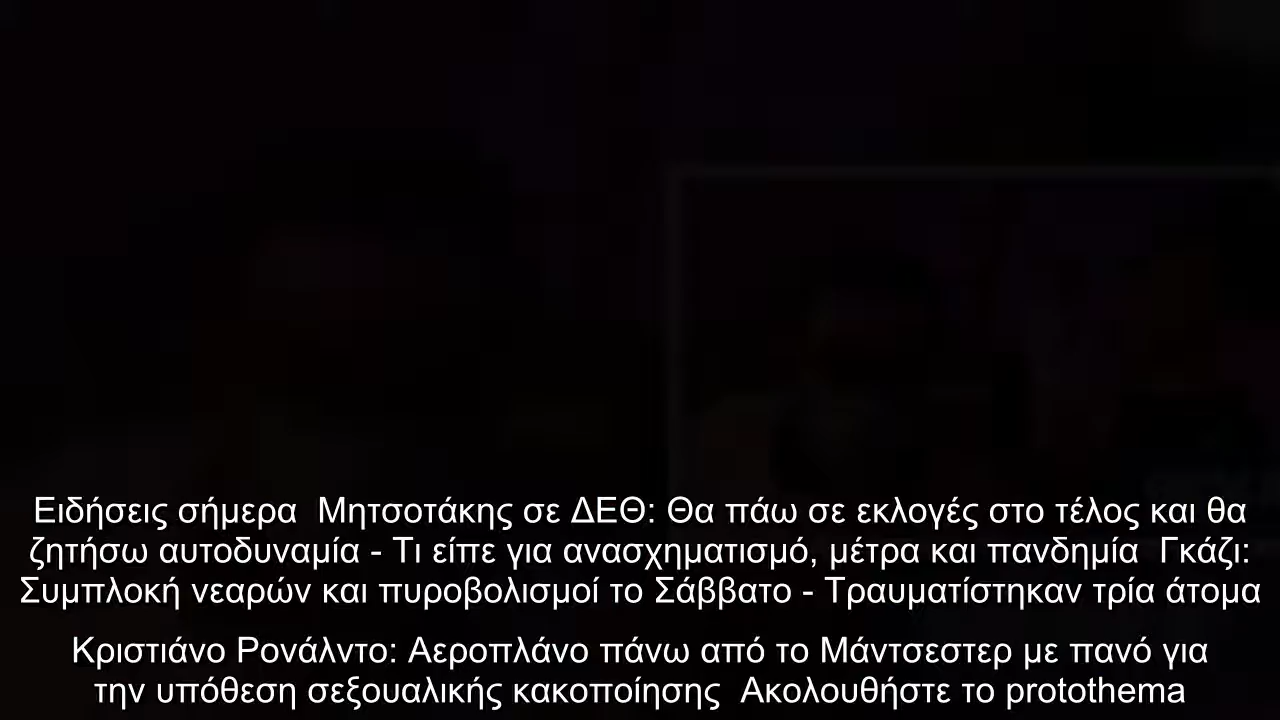 Ειδήσεις σήμερα  Μητσοτάκης σε ΔΕΘ: Θα πάω σε εκλογές στο τέλος και θα
ζητήσω αυτοδυναμία - Τι είπε για ανασχηματισμό, μέτρα και πανδημία  Γκάζι:
Συμπλοκή νεαρών και πυροβολισμοί το Σάββατο - Τραυματίστηκαν τρία άτομα
Κριστιάνο Ρονάλντο: Αεροπλάνο πάνω από το Μάντσεστερ με πανό για
την υπόθεση σεξουαλικής κακοποίησης  Ακολουθήστε το protothema